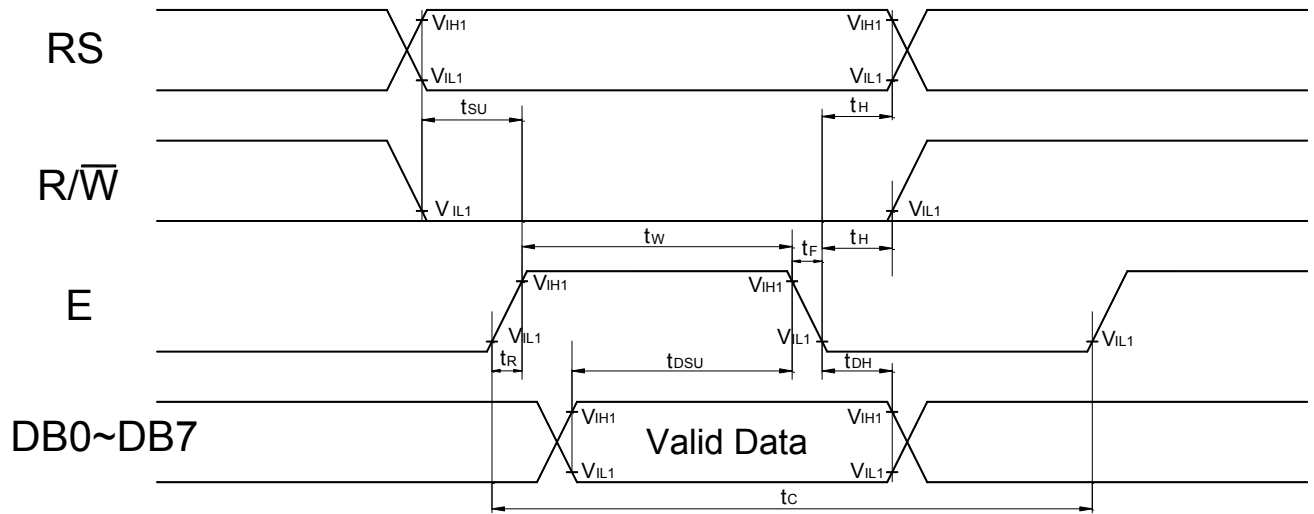 RS
VIH1
VIH1
VIL1
VIL1
tSU
tH
R/W̅
VIL1
VIL1
tW
tF
tH
E
VIH1
VIH1
VIL1
VIL1
VIL1
tR
tDSU
tDH
DB0~DB7
VIH1
VIH1
Valid Data
VIL1
VIL1
tC